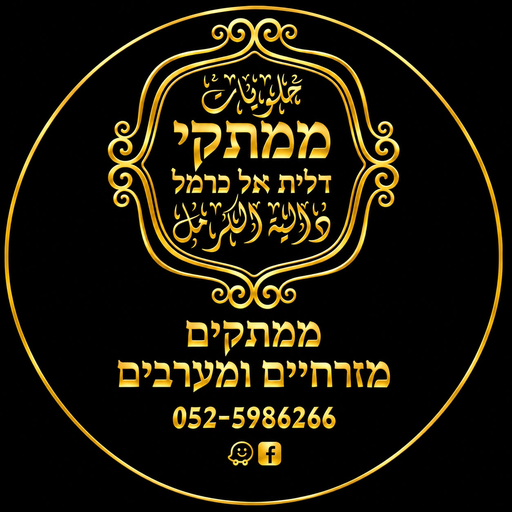 حلويات
ממתקי
דלית אל כרמל
دالية الكرمل
ממתקים
מזרחיים ומערבים
052-5986266